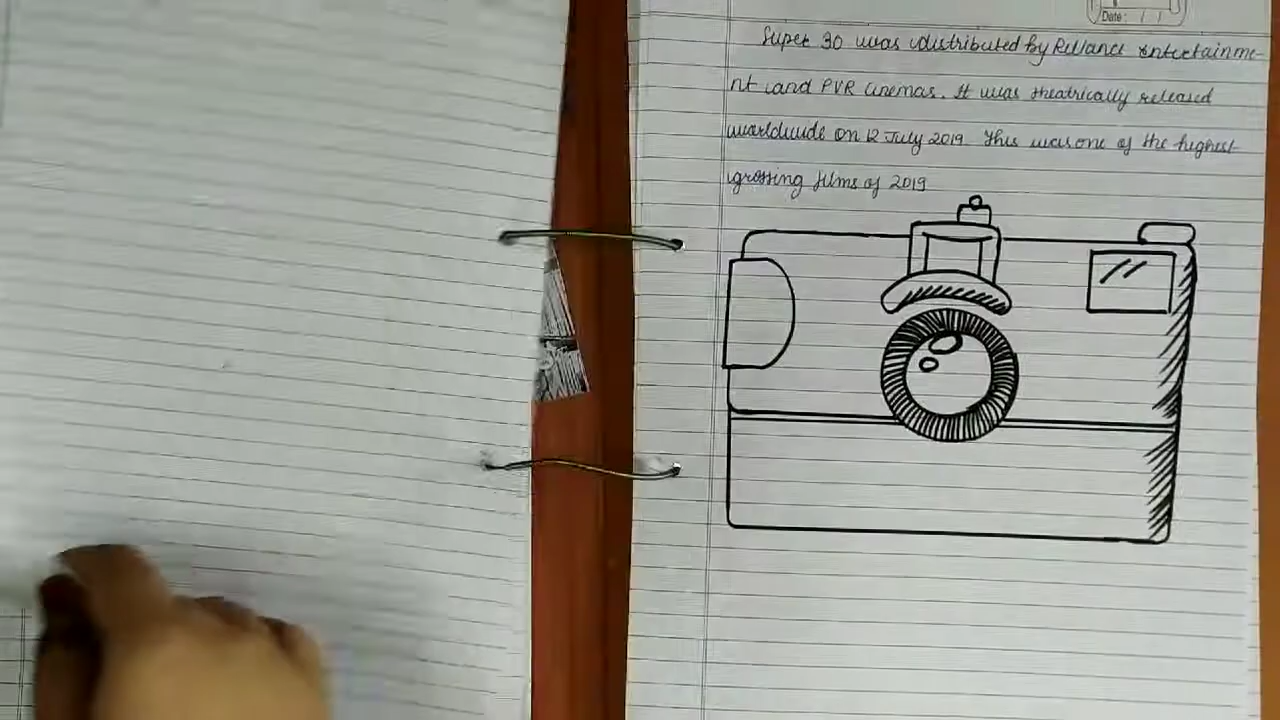 Date: / /
Super 30 was distributed by Reliance entertainme-
nt and PVR cinemas. It was theatrically released
worldwide on 12 July 2019. This was one of the highest
grossing films of 2019